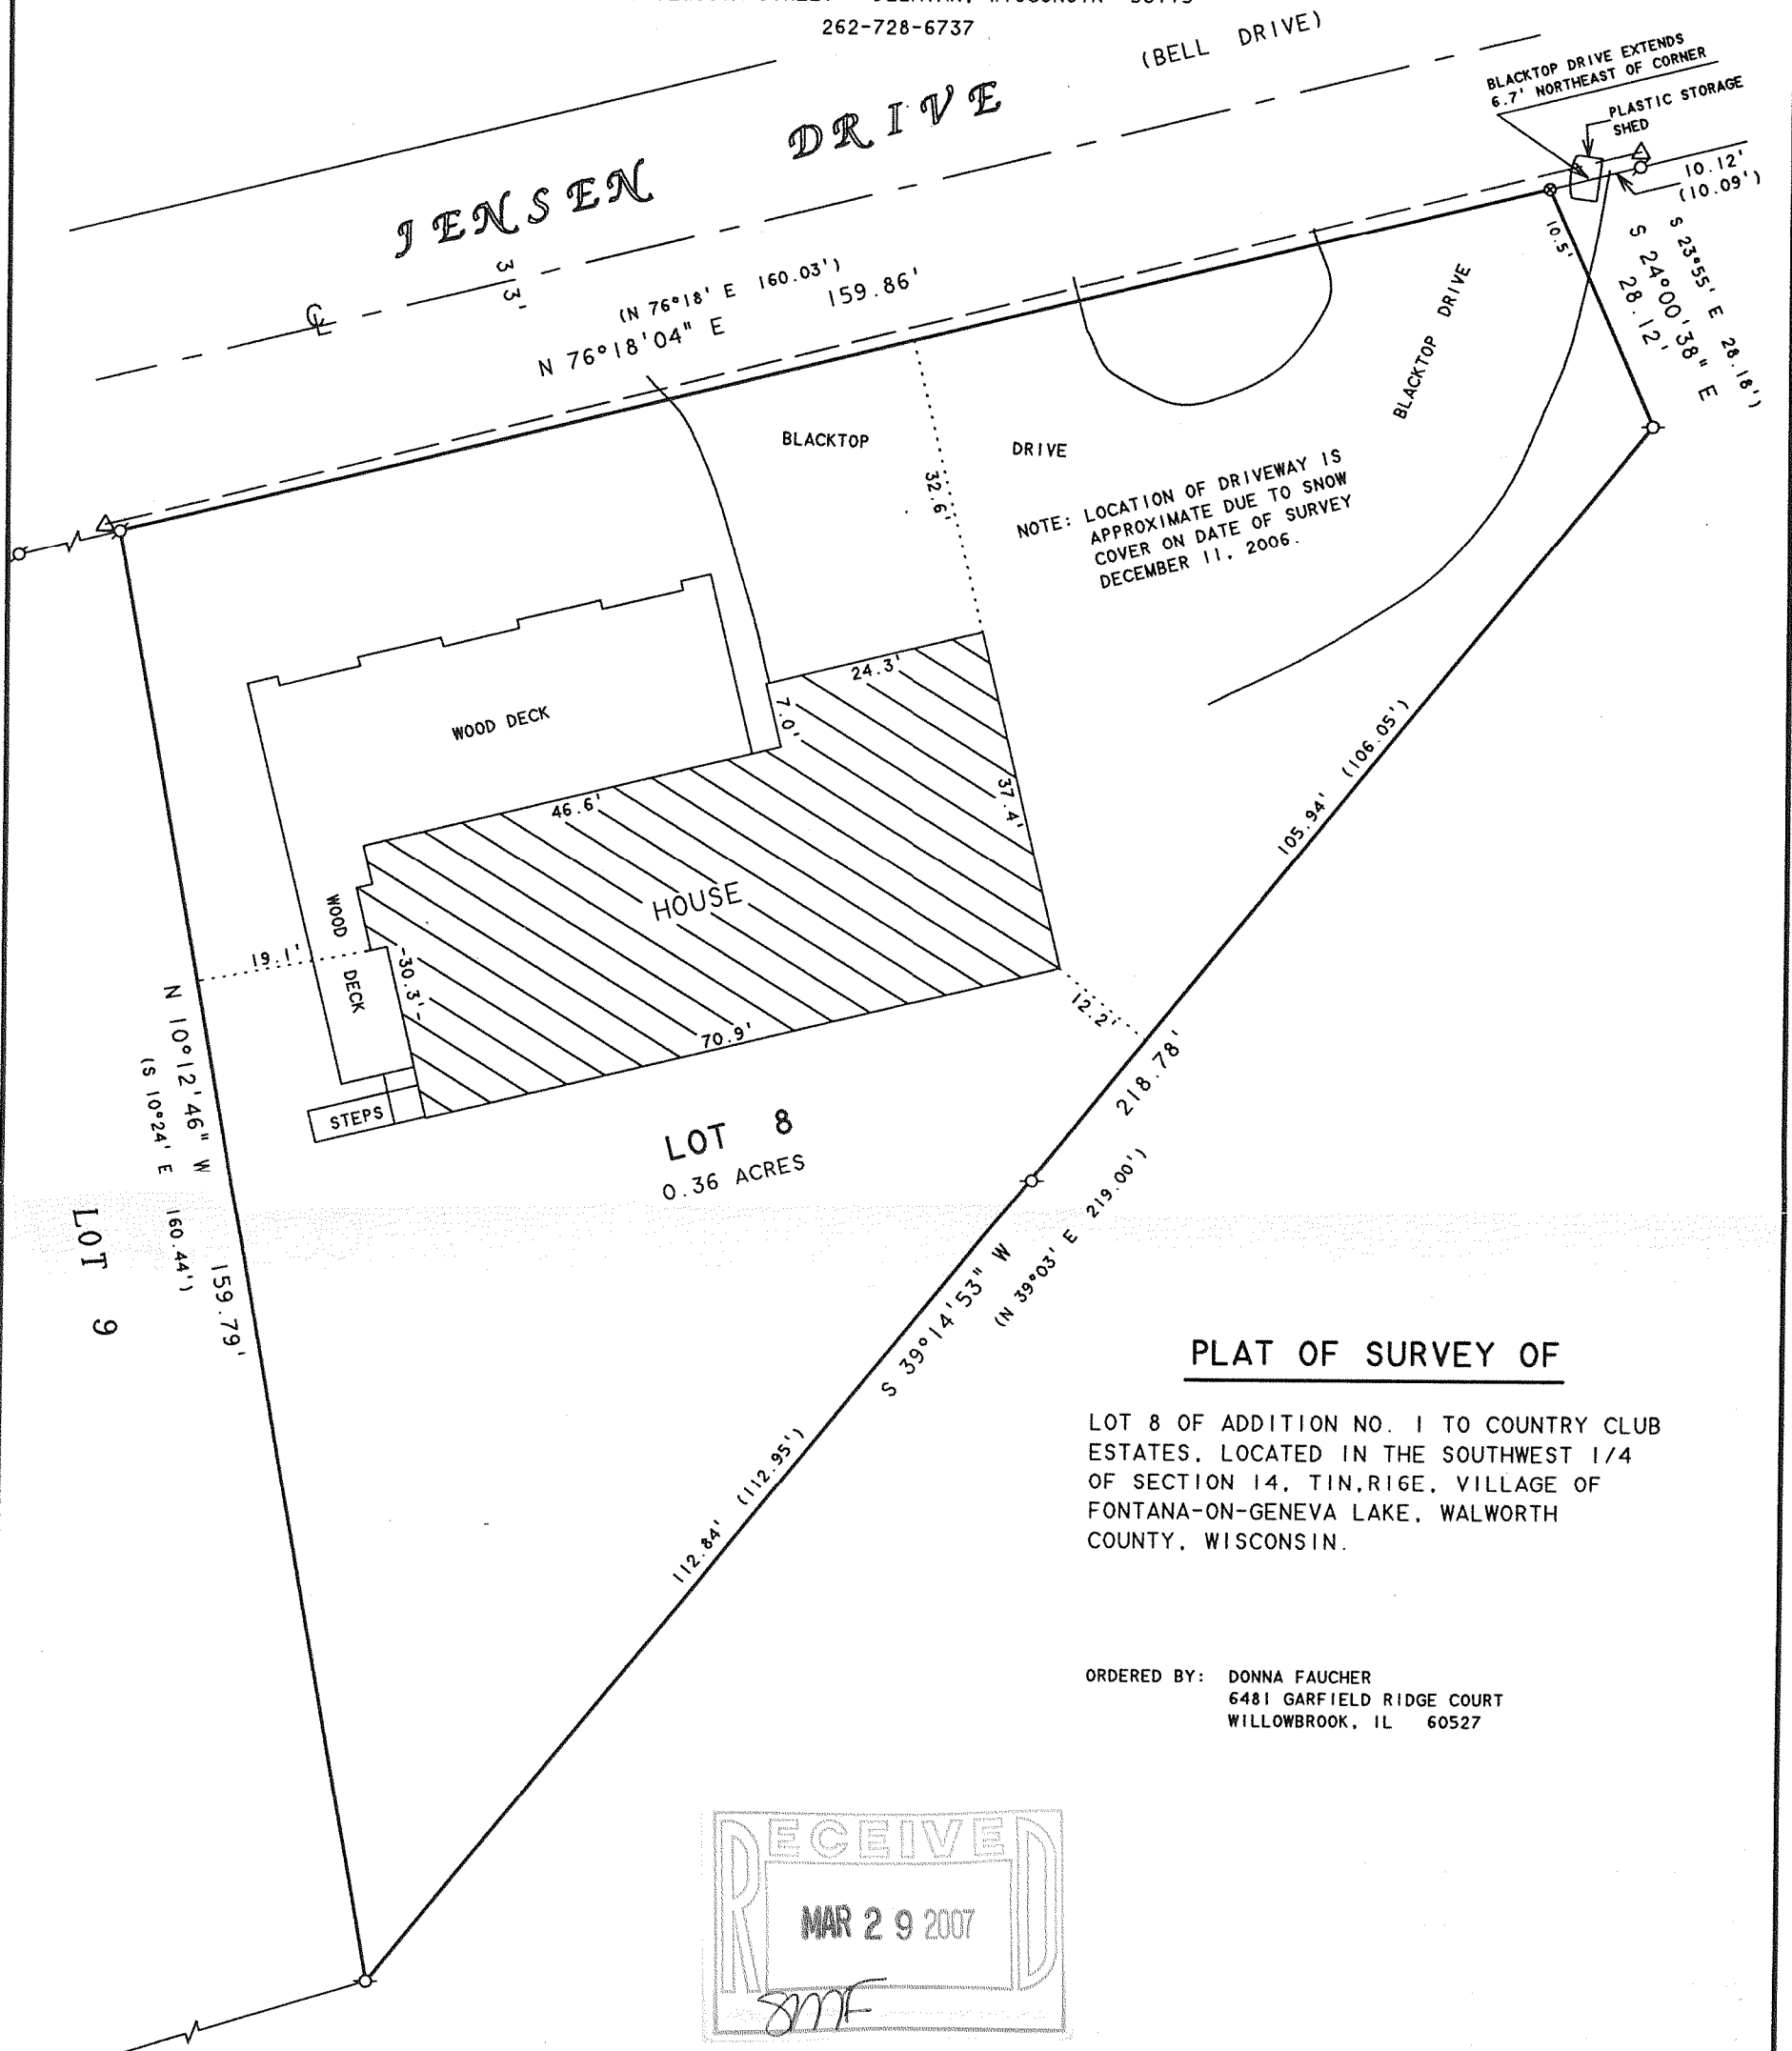 262-728-6737
(BELL DRIVE)
JENSEN DRIVE
BLACKTOP DRIVE EXTENDS
6.7' NORTHEAST OF CORNER
PLASTIC STORAGE
SHED
10.12'
(10.09')
33'
(N 76°18' E 160.03')
N 76°18'04" E 159.86'
10.5'
S 23°55' E 28.18')
S 24°00'38" E
28.12'
BLACKTOP DRIVE
BLACKTOP DRIVE
32.6'
NOTE: LOCATION OF DRIVEWAY IS
APPROXIMATE DUE TO SNOW
COVER ON DATE OF SURVEY
DECEMBER 11, 2006.
24.3'
7.0'
WOOD DECK
46.6'
37.4'
(106.05')
105.94'
HOUSE
WOOD
DECK
19.1'
30.3'
70.9'
12.2'
218.78'
STEPS
N 10°12'46" W 159.79'
(S 10°24' E 160.44')
LOT 8
0.36 ACRES
LOT 9
S 39°14'53" W
(N 39°03' E 219.00')
(112.95')
112.84'
PLAT OF SURVEY OF
LOT 8 OF ADDITION NO. 1 TO COUNTRY CLUB
ESTATES, LOCATED IN THE SOUTHWEST 1/4
OF SECTION 14, T1N,R16E, VILLAGE OF
FONTANA-ON-GENEVA LAKE, WALWORTH
COUNTY, WISCONSIN.
ORDERED BY: DONNA FAUCHER
6481 GARFIELD RIDGE COURT
WILLOWBROOK, IL 60527
RECEIVED
MAR 29 2007
SMF